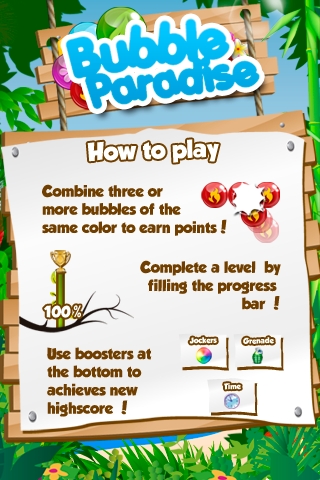 Bubble
Paradise
How to play
Combine three or
more bubbles of the
same color to earn points!
Complete a level by
filling the progress
bar !
100%
Use boosters at
the bottom to
achieves new
highscore !
Jockers
Grenade
Time